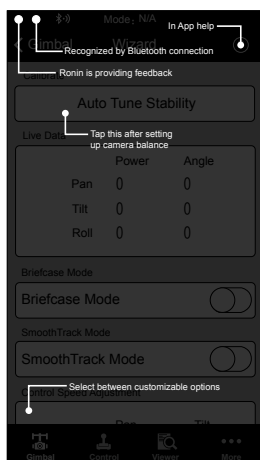 Mode: N/A
In App help
Gimbal Wizard
Recognized by Bluetooth connection
Ronin is providing feedback
Calibrate
Auto Tune Stability
Live Data
Tap this after setting
up camera balance
Power Angle
Pan 0 0
Tilt 0 0
Roll 0 0
Briefcase Mode
Briefcase Mode
SmoothTrack Mode
SmoothTrack Mode
Select between customizable options
Control Speed Adjustment
Pan Tilt
Gimbal Control Viewer More